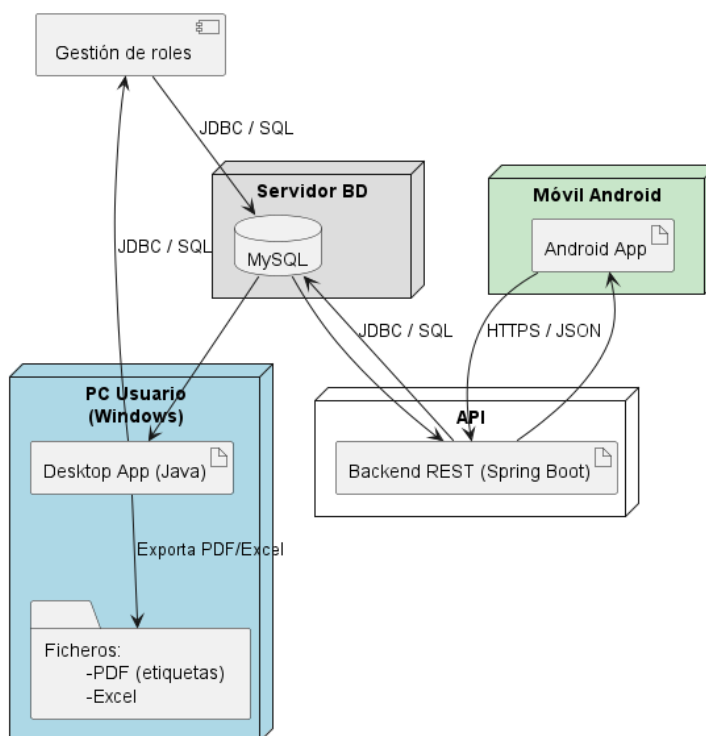 Gestión de roles
JDBC / SQL
Servidor BD
Móvil Android
MySQL
Android App
JDBC / SQL
JDBC / SQL
HTTPS / JSON
PC Usuario
(Windows)
API
Desktop App (Java)
Backend REST (Spring Boot)
Exporta PDF/Excel
Ficheros:
-PDF (etiquetas)
-Excel